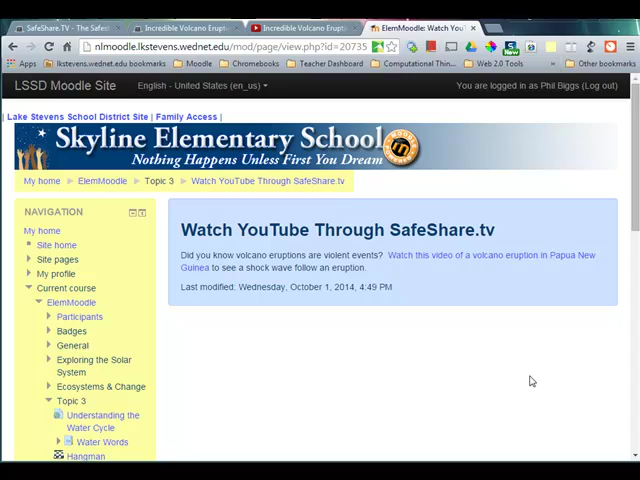 SafeShare.TV - The Safest
Incredible Volcano Eruptio
Incredible Volcano Eruptio
ElemMoodle: Watch YouT
nlmoodle.lkstevens.wednet.edu/mod/page/view.php?id=20735
Apps lkstevens.wednet.edu bookmarks Moodle Chromebooks Teacher Dashboard Computational Think... Web 2.0 Tools » Other bookmarks
LSSD Moodle Site English - United States (en_us) You are logged in as Phil Biggs (Log out)
| Lake Stevens School District Site | Family Access |
Skyline Elementary School
Nothing Happens Unless First You Dream
My home ElemMoodle Topic 3 Watch YouTube Through SafeShare.tv
NAVIGATION
My home
Site home
Site pages
My profile
Current course
ElemMoodle
Participants
Badges
General
Exploring the Solar
System
Ecosystems & Change
Topic 3
Understanding the
Water Cycle
Water Words
Hangman
Watch YouTube Through SafeShare.tv
Did you know volcano eruptions are violent events? Watch this video of a volcano eruption in Papua New
Guinea to see a shock wave follow an eruption.
Last modified: Wednesday, October 1, 2014, 4:49 PM